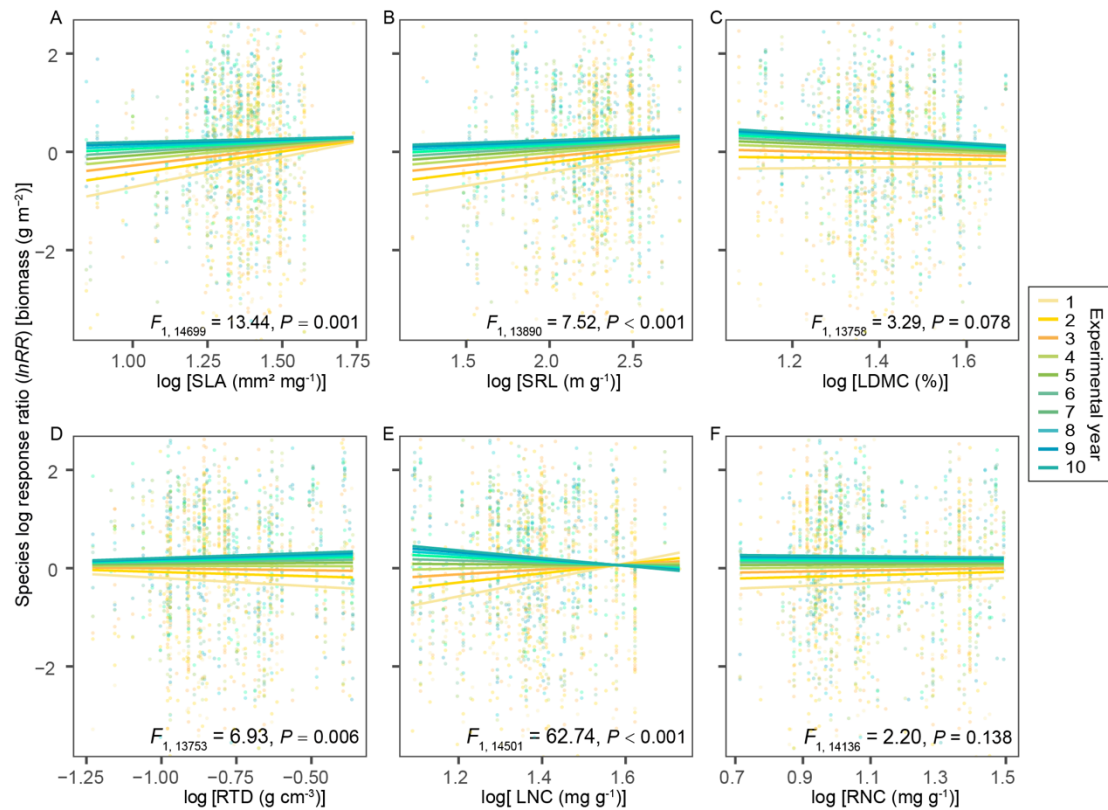 A
B
C
2
0
−2
F1, 14699 = 13.44, P = 0.001
F1, 13890 = 7.52, P < 0.001
F1, 13758 = 3.29, P = 0.078
1.00 1.25 1.50 1.75
1.5 2.0 2.5
1.2 1.4 1.6
log [SLA (mm² mg⁻¹)]
log [SRL (m g⁻¹)]
log [LDMC (%)]
Species log response ratio (lnRR) [biomass (g m⁻²)]
Experimental year
1
2
3
4
5
6
7
8
9
10
D
E
F
2
0
−2
F1, 13753 = 6.93, P = 0.006
F1, 14501 = 62.74, P < 0.001
F1, 14136 = 2.20, P = 0.138
−1.25 −1.00 −0.75 −0.50
1.2 1.4 1.6
0.7 0.9 1.1 1.3 1.5
log [RTD (g cm⁻³)]
log[ LNC (mg g⁻¹)]
log [RNC (mg g⁻¹)]